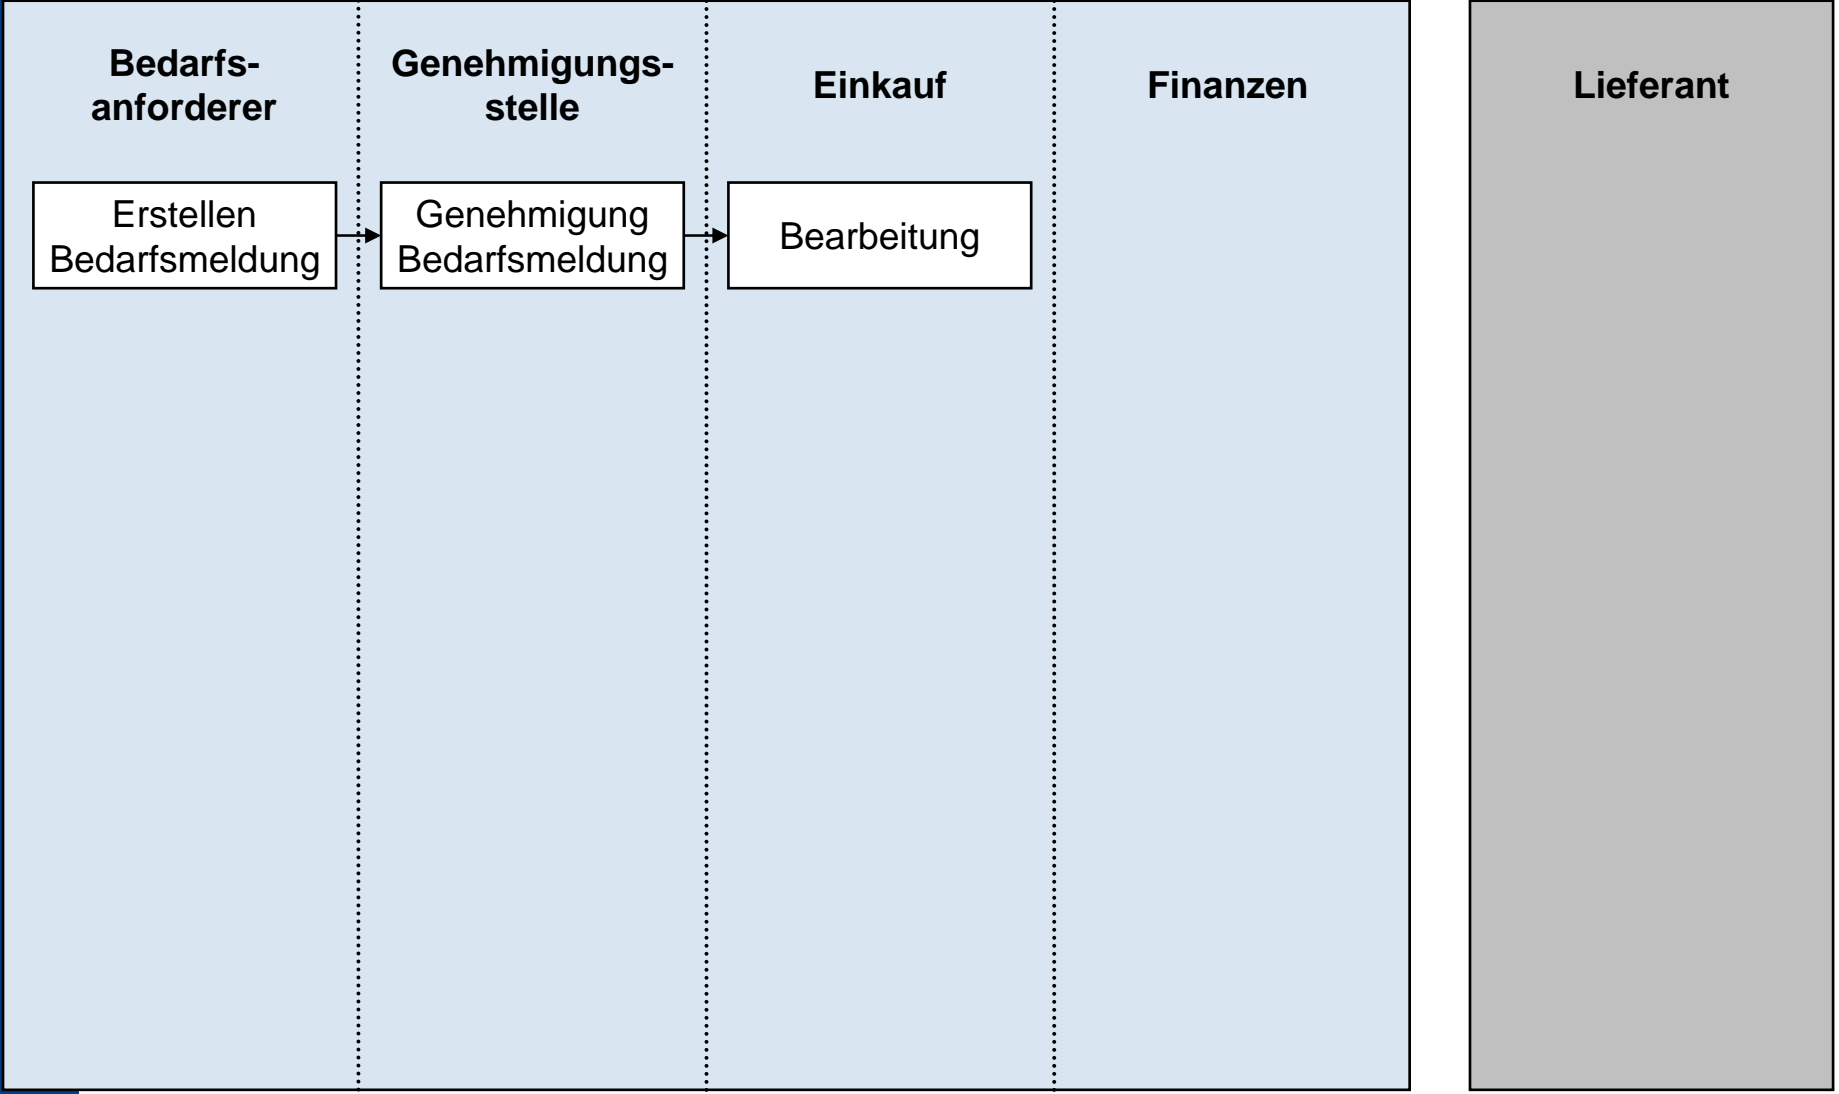 Bedarfs-
anforderer
Genehmigungs-
stelle
Einkauf
Finanzen
Lieferant
Erstellen
Bedarfsmeldung
Genehmigung
Bedarfsmeldung
Bearbeitung